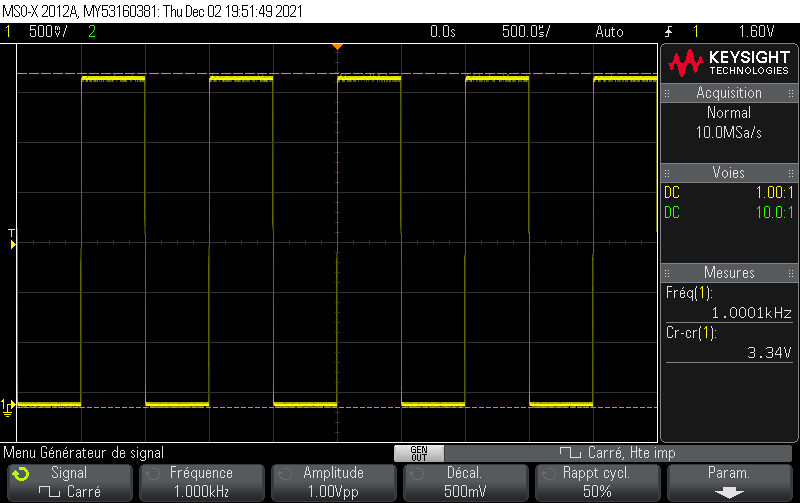 MSO-X 2012A, MY53160381: Thu Dec 02 19:51:49 2021
1 500♉/ 2 0.0s 500.0♉/ Auto 1 1.60V
KEYSIGHT
TECHNOLOGIES
Acquisition
Normal
10.0MSa/s
Voies
DC 1.00:1
DC 10.0:1
T
Mesures
Fréq(1):
1.0001kHz
Cr-cr(1):
3.34V
1
Menu Générateur de signal
GEN
OUT
Carré, Hte imp
Signal
Carré
Fréquence
1.000kHz
Amplitude
1.00Vpp
Décal.
500mV
Rappt cycl.
50%
Param.